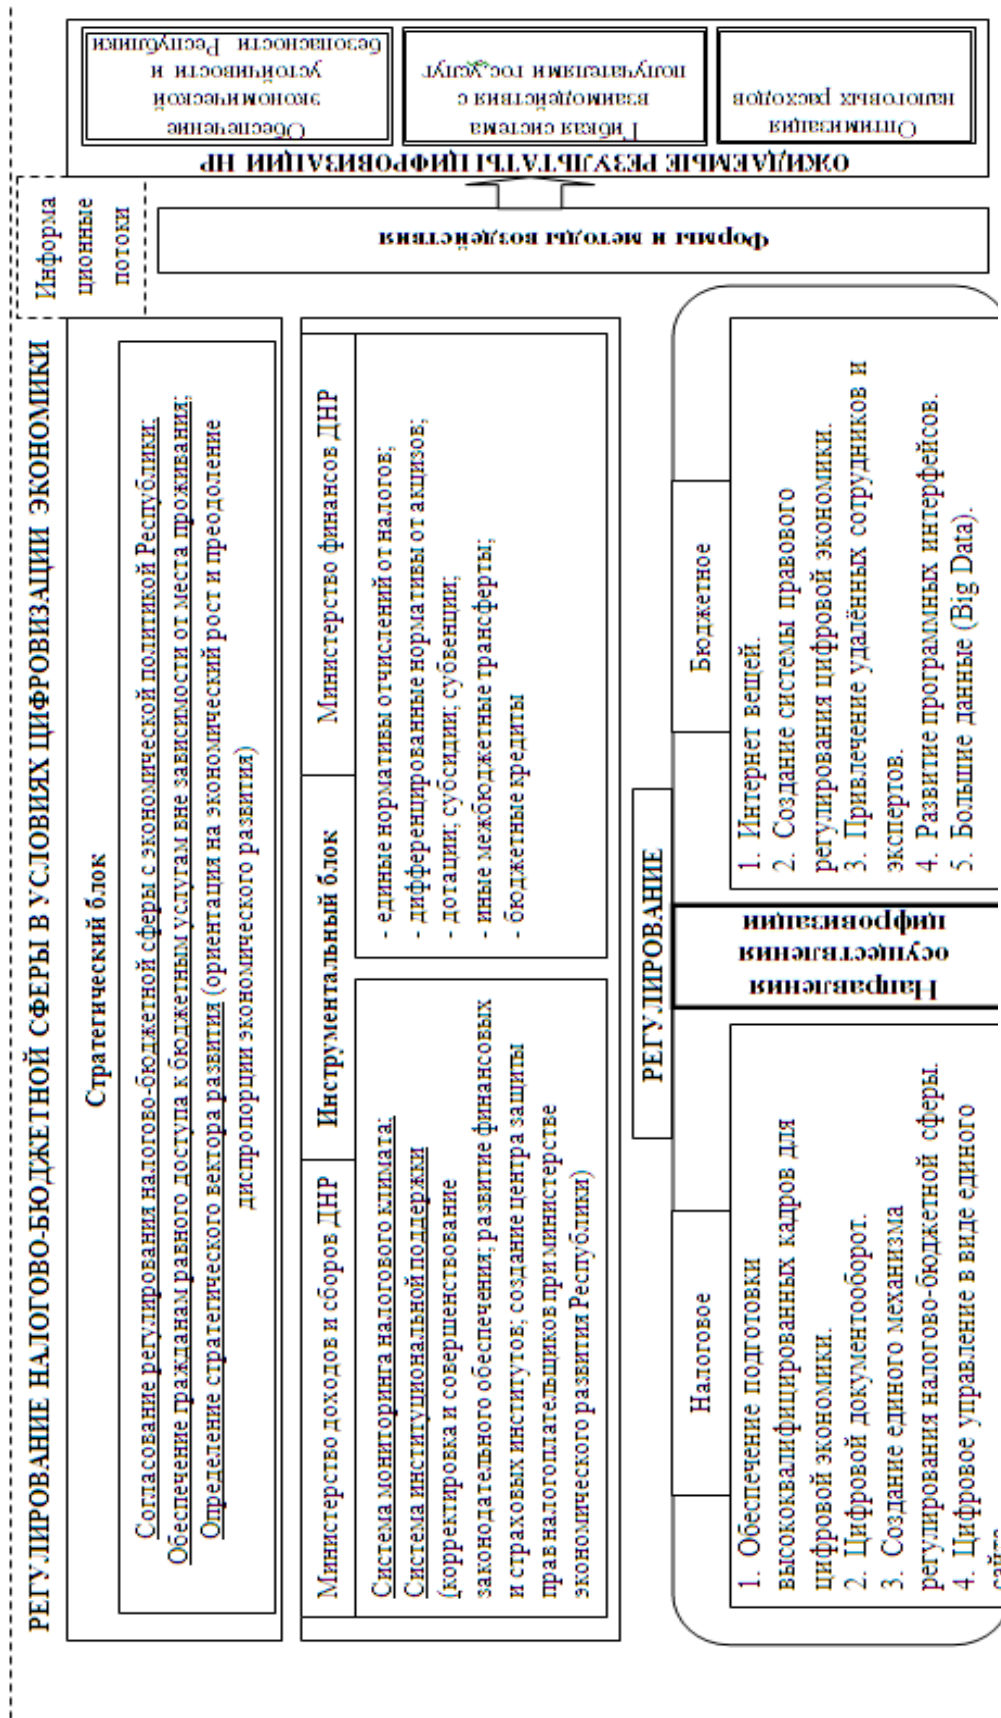 РЕГУЛИРОВАНИЕ НАЛОГОВО-БЮДЖЕТНОЙ СФЕРЫ В УСЛОВИЯХ ЦИФРОВИЗАЦИИ ЭКОНОМИКИ
Информа
ционные
потоки
Стратегический блок
Согласование регулирования налогово-бюджетной сферы с экономической политикой Республики;
Обеспечение гражданам равного доступа к бюджетным услугам вне зависимости от места проживания;
Определение стратегического вектора развития (ориентация на экономический рост и преодоление
диспропорции экономического развития)
Министерство доходов и сборов ДНР
Инструментальный блок
Министерство финансов ДНР
Система мониторинга налогового климата;
Система институциональной поддержки
(корректировка и совершенствование
законодательного обеспечения; развитие финансовых
и страховых институтов; создание центра защиты
прав налогоплательщиков при министерстве
экономического развития Республики)
- единые нормативы отчислений от налогов;
- дифференцированные нормативы от акцизов;
- дотации; субсидии; субвенции;
- иные межбюджетные трансферты;
- бюджетные кредиты
РЕГУЛИРОВАНИЕ
Налоговое
1. Обеспечение подготовки
высококвалифицированных кадров для
цифровой экономики.
2. Цифровой документооборот.
3. Создание единого механизма
регулирования налогово-бюджетной сферы.
4. Цифровое управление в виде единого
сайта
Направления
осуществления
цифровизации
Бюджетное
1. Интернет вещей.
2. Создание системы правового
регулирования цифровой экономики.
3. Привлечение удалённых сотрудников и
экспертов.
4. Развитие программных интерфейсов.
5. Большие данные (Big Data).
Формы и методы воздействия
ОЖИДАЕМЫЕ РЕЗУЛЬТАТЫ ЦИФРОВИЗАЦИИ НР
Оптимизация
налоговых расходов
Гибкая система
взаимодействия с
получателями гос.услуг
Обеспечение
экономической
устойчивости и
безопасности Республики